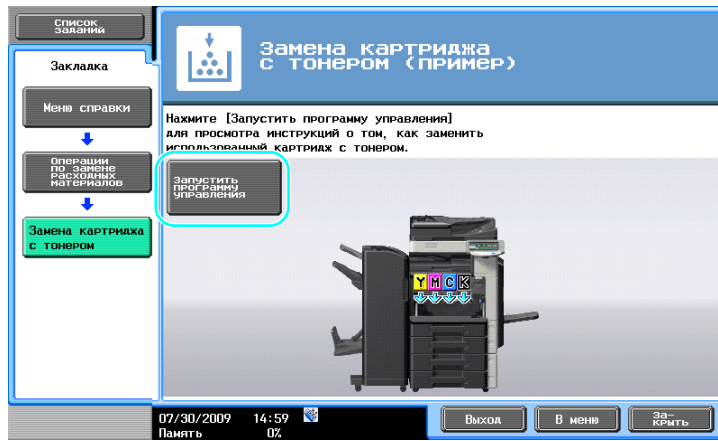 Список
заданий
Закладка
Меню справки
Операции
по замене
расходных
материалов
Замена картриджа
с тонером
Замена картриджа
с тонером (пример)
Нажмите [Запустить программу управления]
для просмотра инструкций о том, как заменить
использованный картридж с тонером.
Запустить
программу
управления
Y M C K
07/30/2009 14:59
Память 0%
Выход
В меню
За-
крыть